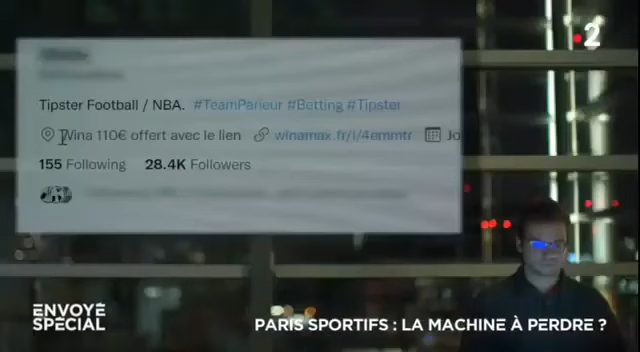 2
Tipster Football / NBA. #TeamParieur #Betting #Tipster
Wina 110€ offert avec le lien winamax.fr/l/4emmtr Jo
155 Following 28.4K Followers
ENVOYÉ
SPÉCIAL
PARIS SPORTIFS : LA MACHINE À PERDRE ?